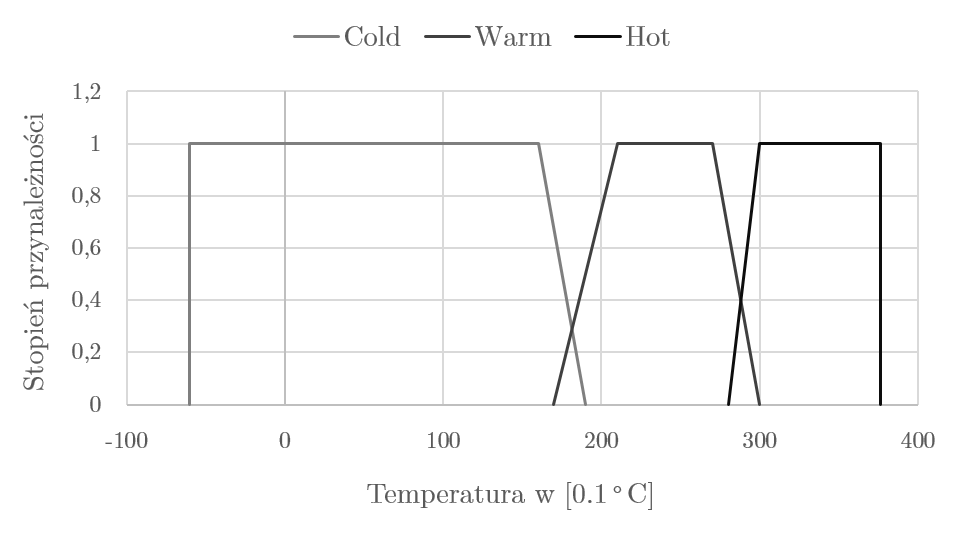 Cold Warm Hot
1,2
1
0,8
0,6
0,4
0,2
0
Stopień przynależności
-100 0 100 200 300 400
Temperatura w [0.1°C]